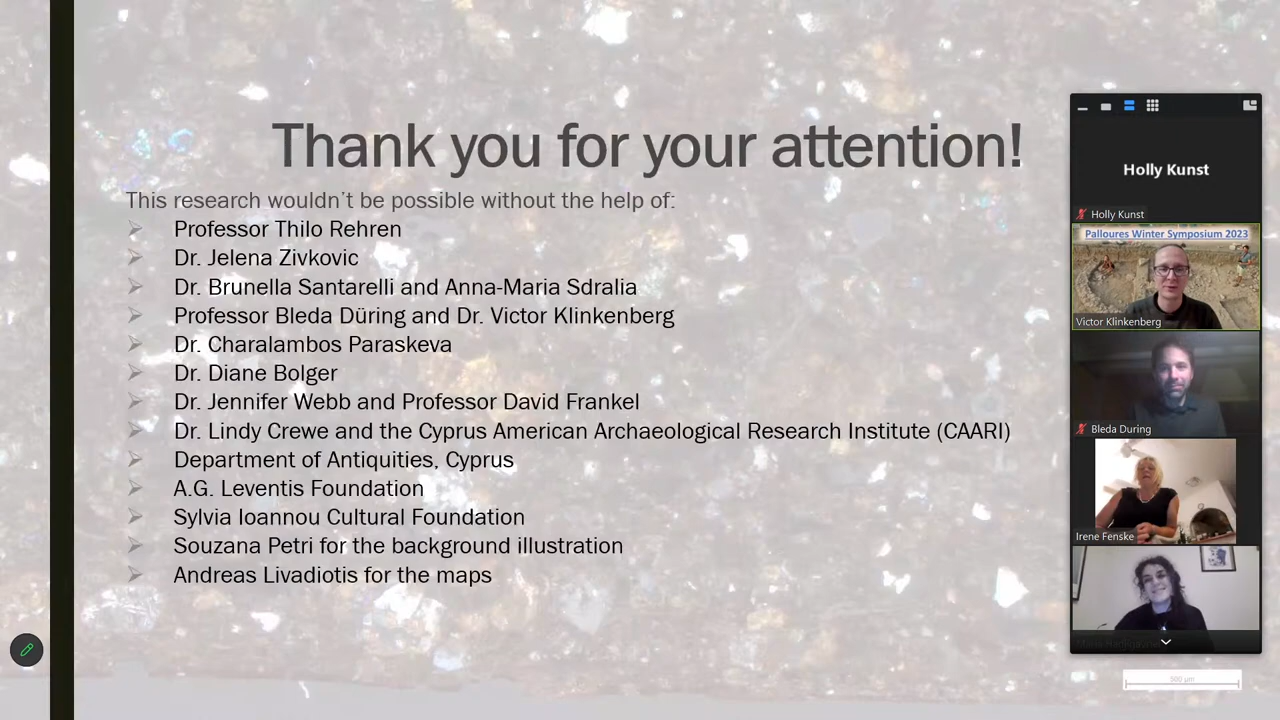 Thank you for your attention!
This research wouldn't be possible without the help of:
Professor Thilo Rehren
Dr. Jelena Zivkovic
Dr. Brunella Santarelli and Anna-Maria Sdralia
Professor Bleda Düring and Dr. Victor Klinkenberg
Dr. Charalambos Paraskeva
Dr. Diane Bolger
Dr. Jennifer Webb and Professor David Frankel
Dr. Lindy Crewe and the Cyprus American Archaeological Research Institute (CAARI)
Department of Antiquities, Cyprus
A.G. Leventis Foundation
Sylvia Ioannou Cultural Foundation
Souzana Petri for the background illustration
Andreas Livadiotis for the maps
Holly Kunst
Holly Kunst
Palloures Winter Symposium 2023
Victor Klinkenberg
Bleda During
Irene Fenske
500 µm